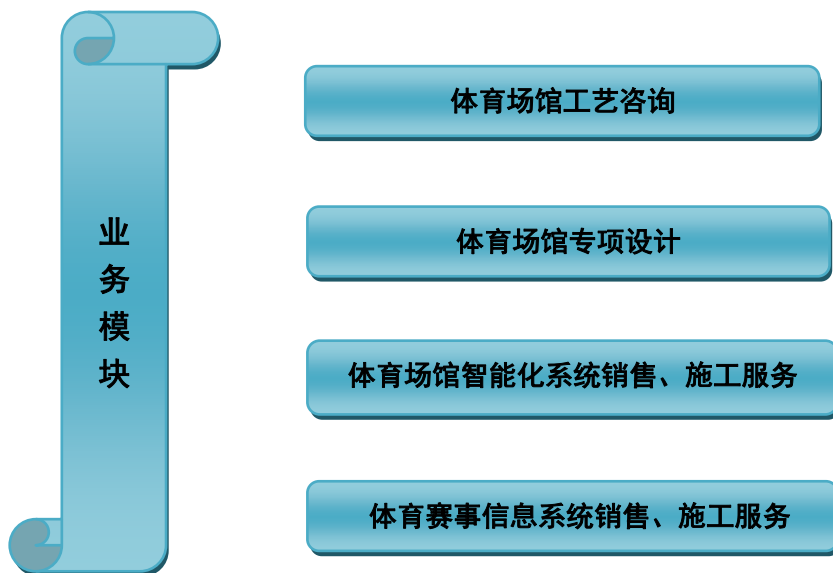 业
务
模
块
体育场馆工艺咨询
体育场馆专项设计
体育场馆智能化系统销售、施工服务
体育赛事信息系统销售、施工服务